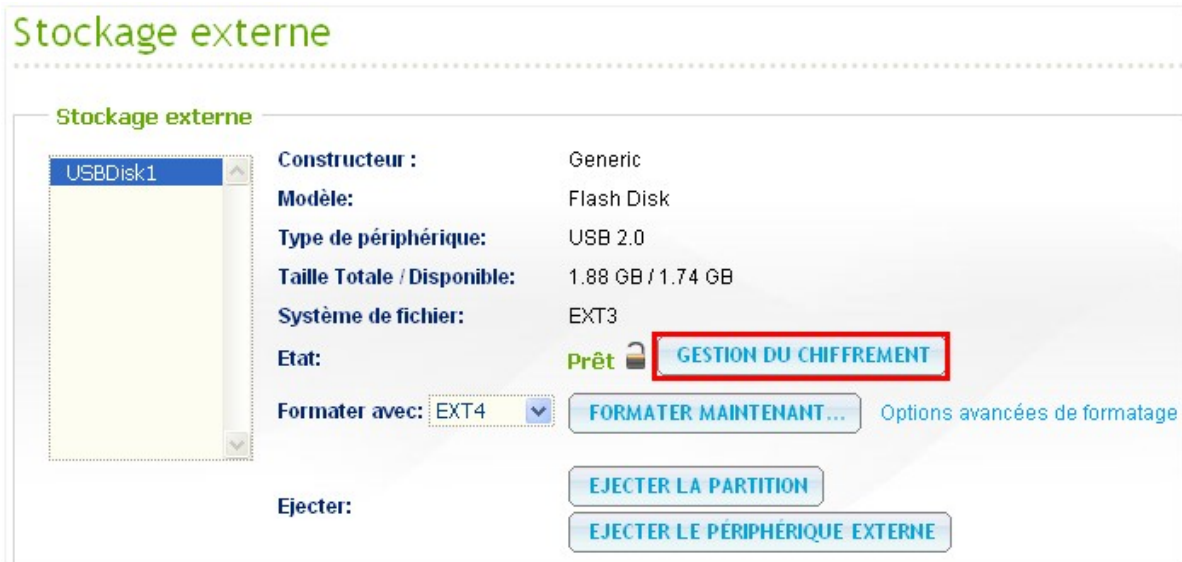 Stockage externe
Stockage externe
USBDisk1
Constructeur : Generic
Modèle: Flash Disk
Type de périphérique: USB 2.0
Taille Totale / Disponible: 1.88 GB / 1.74 GB
Système de fichier: EXT3
Etat: Prêt GESTION DU CHIFFREMENT
Formater avec: EXT4 FORMATER MAINTENANT... Options avancées de formatage
Ejecter: EJECTER LA PARTITION
EJECTER LE PÉRIPHÉRIQUE EXTERNE